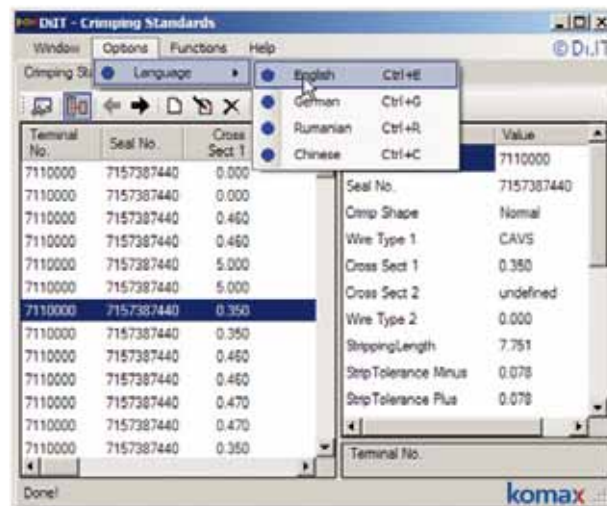 DiIT - Crimping Standards
Window Options Functions Help
© Di.IT
Crimping Sta
Language
English Ctrl+E
German Ctrl+G
Rumanian Ctrl+R
Chinese Ctrl+C
Terminal No. Seal No. Cross Sect 1
7110000 7157387440 0.000
7110000 7157387440 0.000
7110000 7157387440 0.460
7110000 7157387440 0.460
7110000 7157387440 5.000
7110000 7157387440 5.000
7110000 7157387440 0.350
7110000 7157387440 0.350
7110000 7157387440 0.460
7110000 7157387440 0.460
7110000 7157387440 0.470
7110000 7157387440 0.470
7110000 7157387440 0.350
Value
7110000
Seal No. 7157387440
Crimp Shape Normal
Wire Type 1 CAVS
Cross Sect 1 0.350
Cross Sect 2 undefined
Wire Type 2 0.000
StrippingLength 7.751
StripTolerance Minus 0.078
StripTolerance Plus 0.078
Terminal No.
Done!
komax